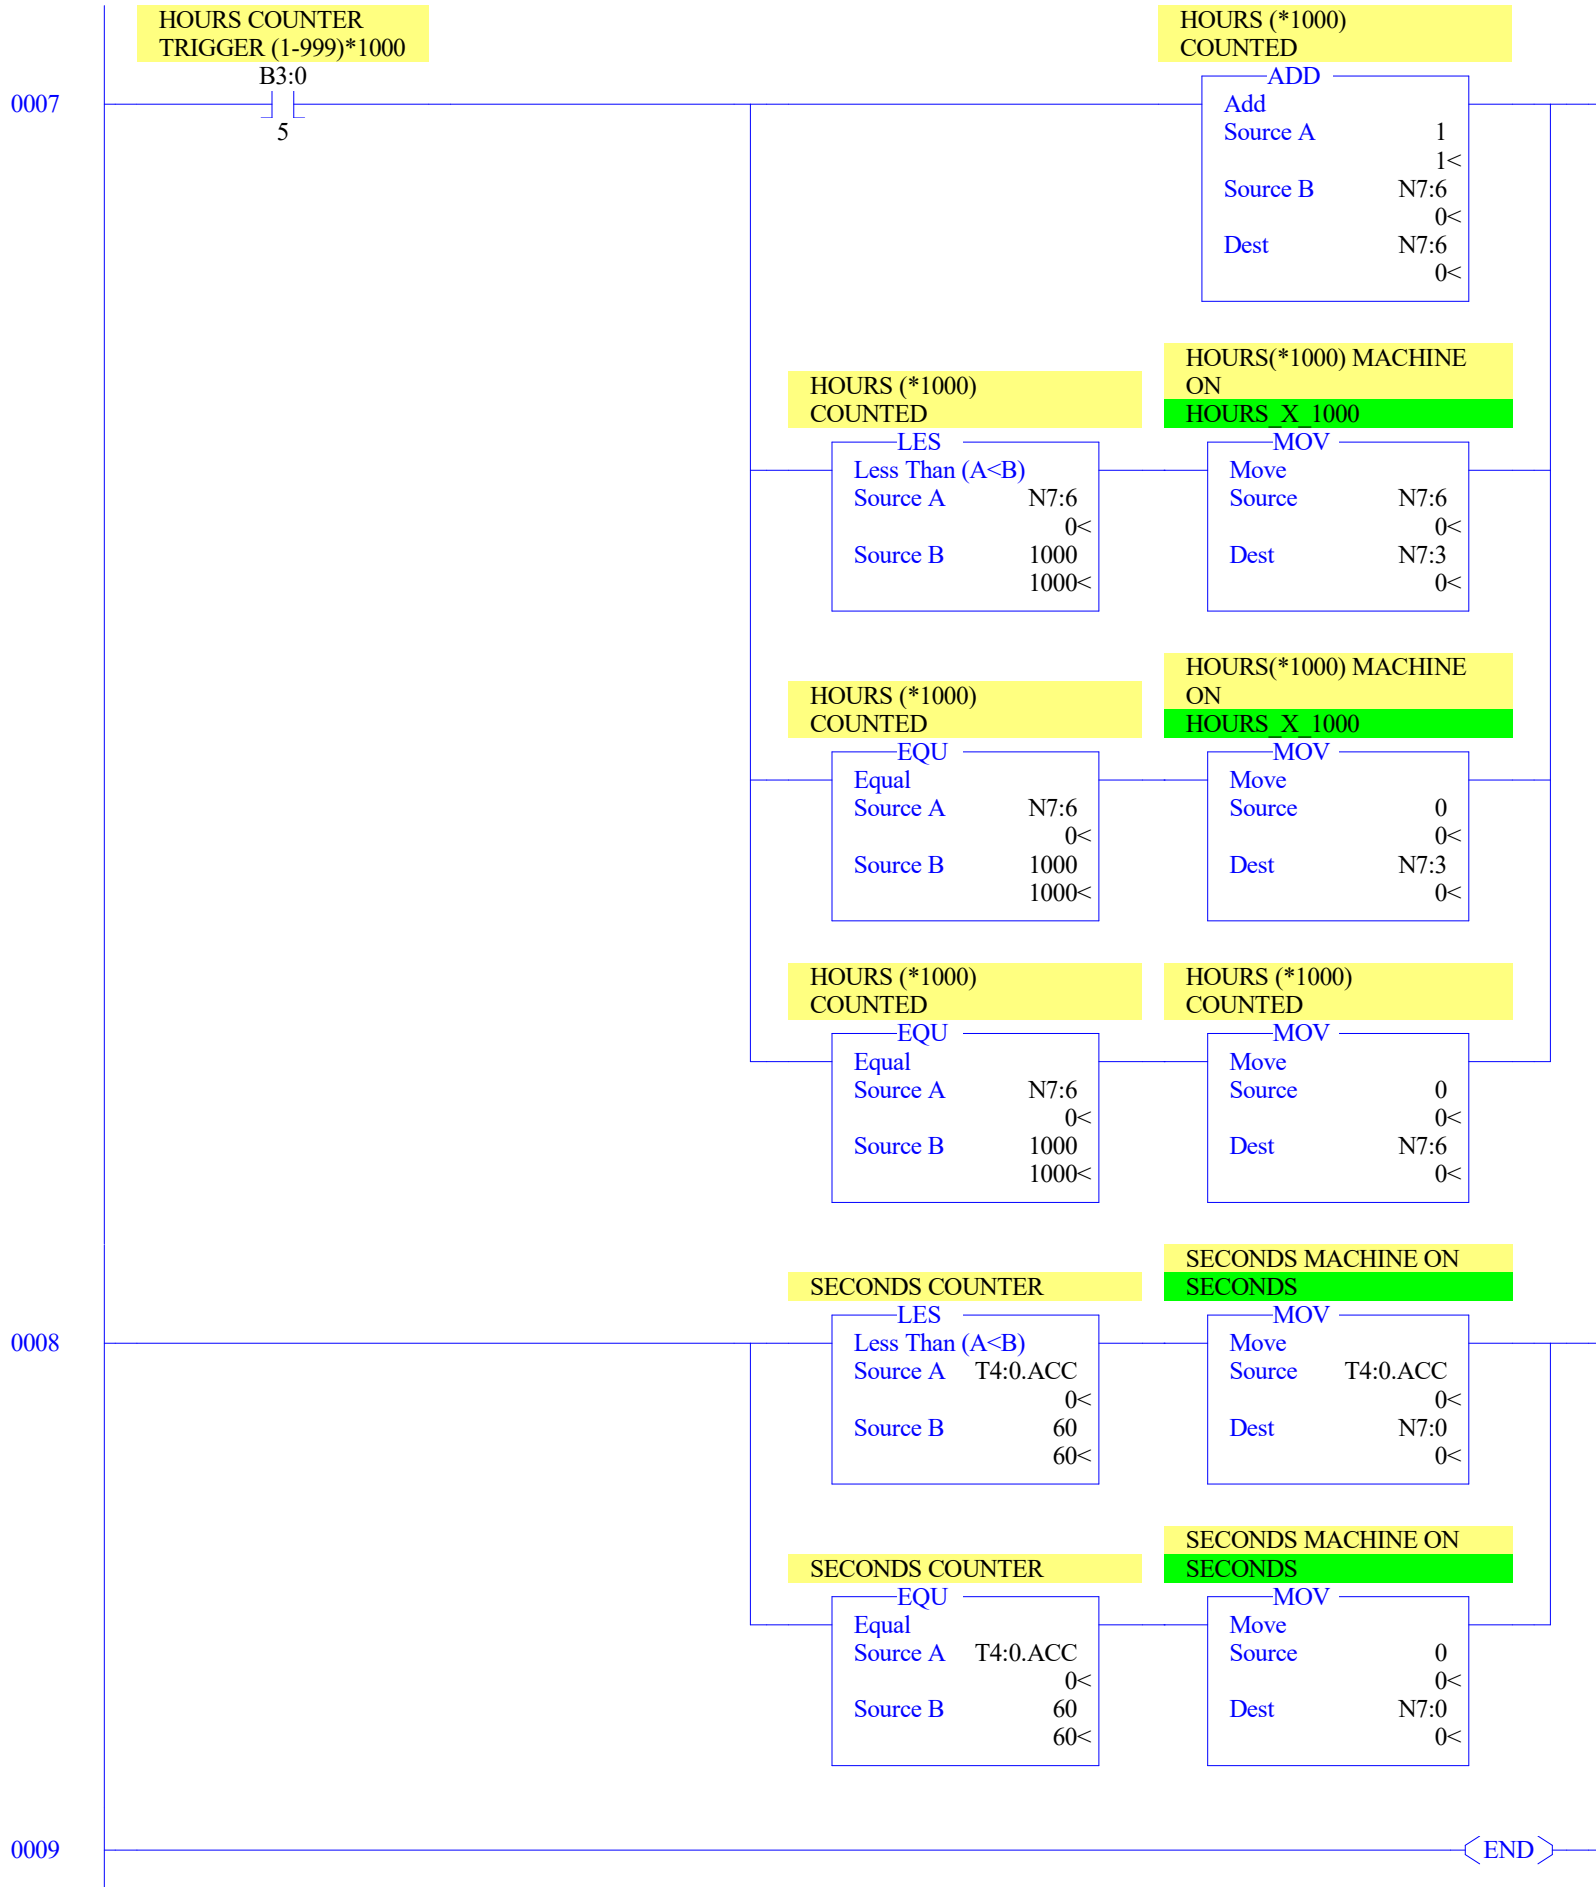 HOURS COUNTER
TRIGGER (1-999)*1000
B3:0
5
HOURS (*1000)
COUNTED
0007
ADD
Add
Source A 1
1<
Source B N7:6
0<
Dest N7:6
0<
HOURS (*1000)
COUNTED
LES
Less Than (A<B)
Source A N7:6
0<
Source B 1000
1000<
HOURS(*1000) MACHINE
ON
HOURS_X_1000
MOV
Move
Source N7:6
0<
Dest N7:3
0<
HOURS (*1000)
COUNTED
EQU
Equal
Source A N7:6
0<
Source B 1000
1000<
HOURS(*1000) MACHINE
ON
HOURS_X_1000
MOV
Move
Source 0
0<
Dest N7:3
0<
HOURS (*1000)
COUNTED
EQU
Equal
Source A N7:6
0<
Source B 1000
1000<
HOURS (*1000)
COUNTED
MOV
Move
Source 0
0<
Dest N7:6
0<
0008
SECONDS COUNTER
LES
Less Than (A<B)
Source A T4:0.ACC
0<
Source B 60
60<
SECONDS MACHINE ON
SECONDS
MOV
Move
Source T4:0.ACC
0<
Dest N7:0
0<
SECONDS COUNTER
EQU
Equal
Source A T4:0.ACC
0<
Source B 60
60<
SECONDS MACHINE ON
SECONDS
MOV
Move
Source 0
0<
Dest N7:0
0<
0009
END